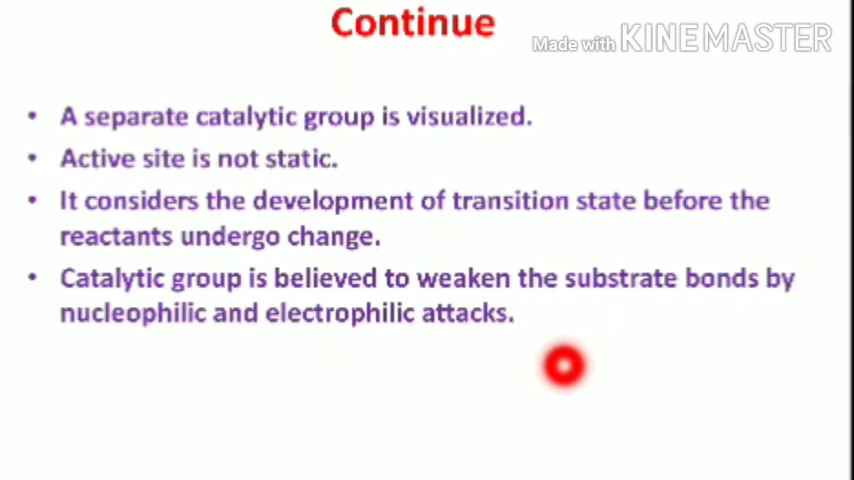 Continue
Made with KINEMASTER
• A separate catalytic group is visualized.
• Active site is not static.
• It considers the development of transition state before the
reactants undergo change.
• Catalytic group is believed to weaken the substrate bonds by
nucleophilic and electrophilic attacks.